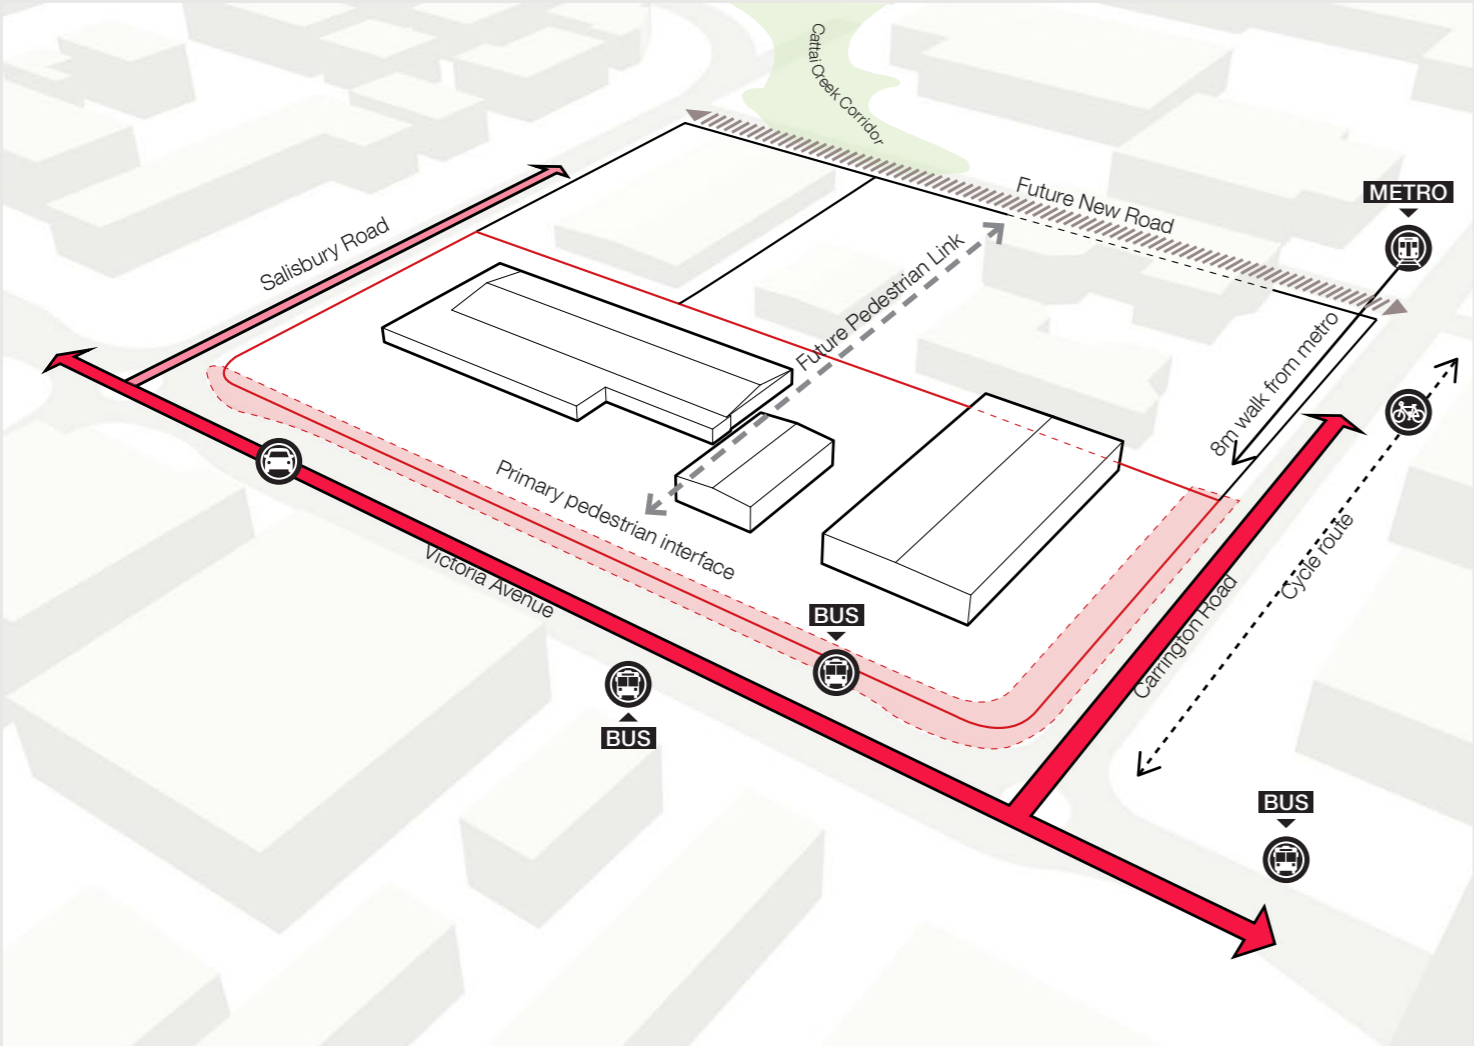 Cattai Creek Corridor
METRO
Future New Road
Salisbury Road
Future Pedestrian Link
8m walk from metro
Primary pedestrian interface
Cycle route
Victoria Avenue
Carrington Road
BUS
BUS
BUS